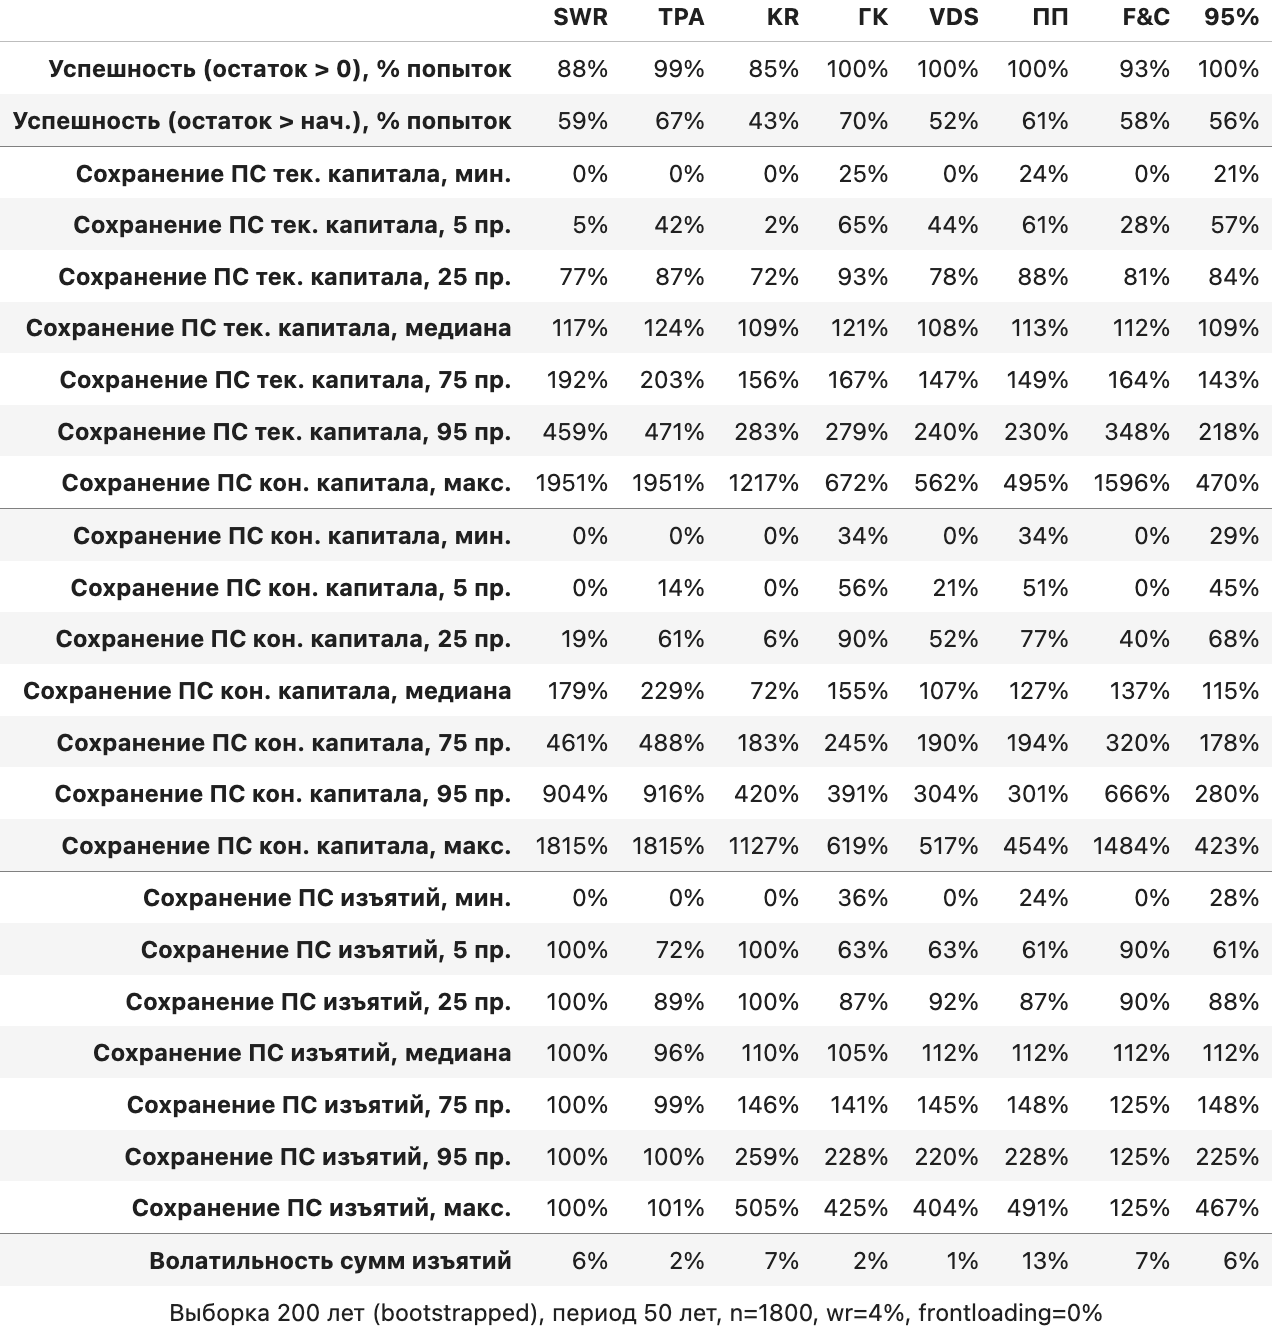 SWR TPA KR ГК VDS ПП F&C 95%
Успешность (остаток > 0), % попыток 88% 99% 85% 100% 100% 100% 93% 100%
Успешность (остаток > нач.), % попыток 59% 67% 43% 70% 52% 61% 58% 56%
Сохранение ПС тек. капитала, мин. 0% 0% 0% 25% 0% 24% 0% 21%
Сохранение ПС тек. капитала, 5 пр. 5% 42% 2% 65% 44% 61% 28% 57%
Сохранение ПС тек. капитала, 25 пр. 77% 87% 72% 93% 78% 88% 81% 84%
Сохранение ПС тек. капитала, медиана 117% 124% 109% 121% 108% 113% 112% 109%
Сохранение ПС тек. капитала, 75 пр. 192% 203% 156% 167% 147% 149% 164% 143%
Сохранение ПС тек. капитала, 95 пр. 459% 471% 283% 279% 240% 230% 348% 218%
Сохранение ПС кон. капитала, макс. 1951% 1951% 1217% 672% 562% 495% 1596% 470%
Сохранение ПС кон. капитала, мин. 0% 0% 0% 34% 0% 34% 0% 29%
Сохранение ПС кон. капитала, 5 пр. 0% 14% 0% 56% 21% 51% 0% 45%
Сохранение ПС кон. капитала, 25 пр. 19% 61% 6% 90% 52% 77% 40% 68%
Сохранение ПС кон. капитала, медиана 179% 229% 72% 155% 107% 127% 137% 115%
Сохранение ПС кон. капитала, 75 пр. 461% 488% 183% 245% 190% 194% 320% 178%
Сохранение ПС кон. капитала, 95 пр. 904% 916% 420% 391% 304% 301% 666% 280%
Сохранение ПС кон. капитала, макс. 1815% 1815% 1127% 619% 517% 454% 1484% 423%
Сохранение ПС изъятий, мин. 0% 0% 0% 36% 0% 24% 0% 28%
Сохранение ПС изъятий, 5 пр. 100% 72% 100% 63% 63% 61% 90% 61%
Сохранение ПС изъятий, 25 пр. 100% 89% 100% 87% 92% 87% 90% 88%
Сохранение ПС изъятий, медиана 100% 96% 110% 105% 112% 112% 112% 112%
Сохранение ПС изъятий, 75 пр. 100% 99% 146% 141% 145% 148% 125% 148%
Сохранение ПС изъятий, 95 пр. 100% 100% 259% 228% 220% 228% 125% 225%
Сохранение ПС изъятий, макс. 100% 101% 505% 425% 404% 491% 125% 467%
Волатильность сумм изъятий 6% 2% 7% 2% 1% 13% 7% 6%
Выборка 200 лет (bootstrapped), период 50 лет, n=1800, wr=4%, frontloading=0%